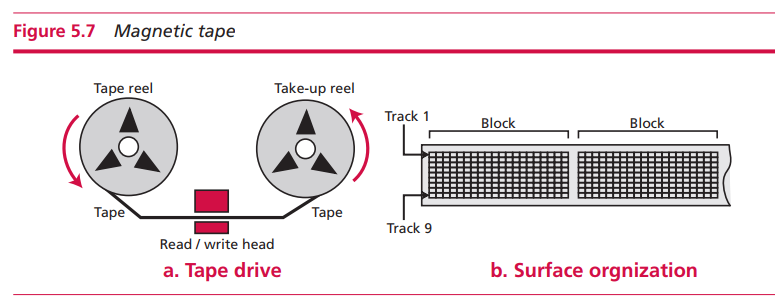 Figure 5.7 Magnetic tape
Tape reel
Take-up reel
Tape
Tape
Read / write head
a. Tape drive
Track 1
Block
Block
Track 9
b. Surface orgnization